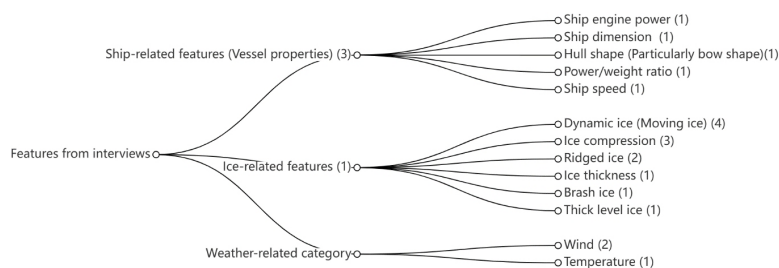 Features from interviews
Ship-related features (Vessel properties) (3)
Ship engine power (1)
Ship dimension (1)
Hull shape (Particularly bow shape)(1)
Power/weight ratio (1)
Ship speed (1)
Ice-related features (1)
Dynamic ice (Moving ice) (4)
Ice compression (3)
Ridged ice (2)
Ice thickness (1)
Brash ice (1)
Thick level ice (1)
Weather-related category
Wind (2)
Temperature (1)